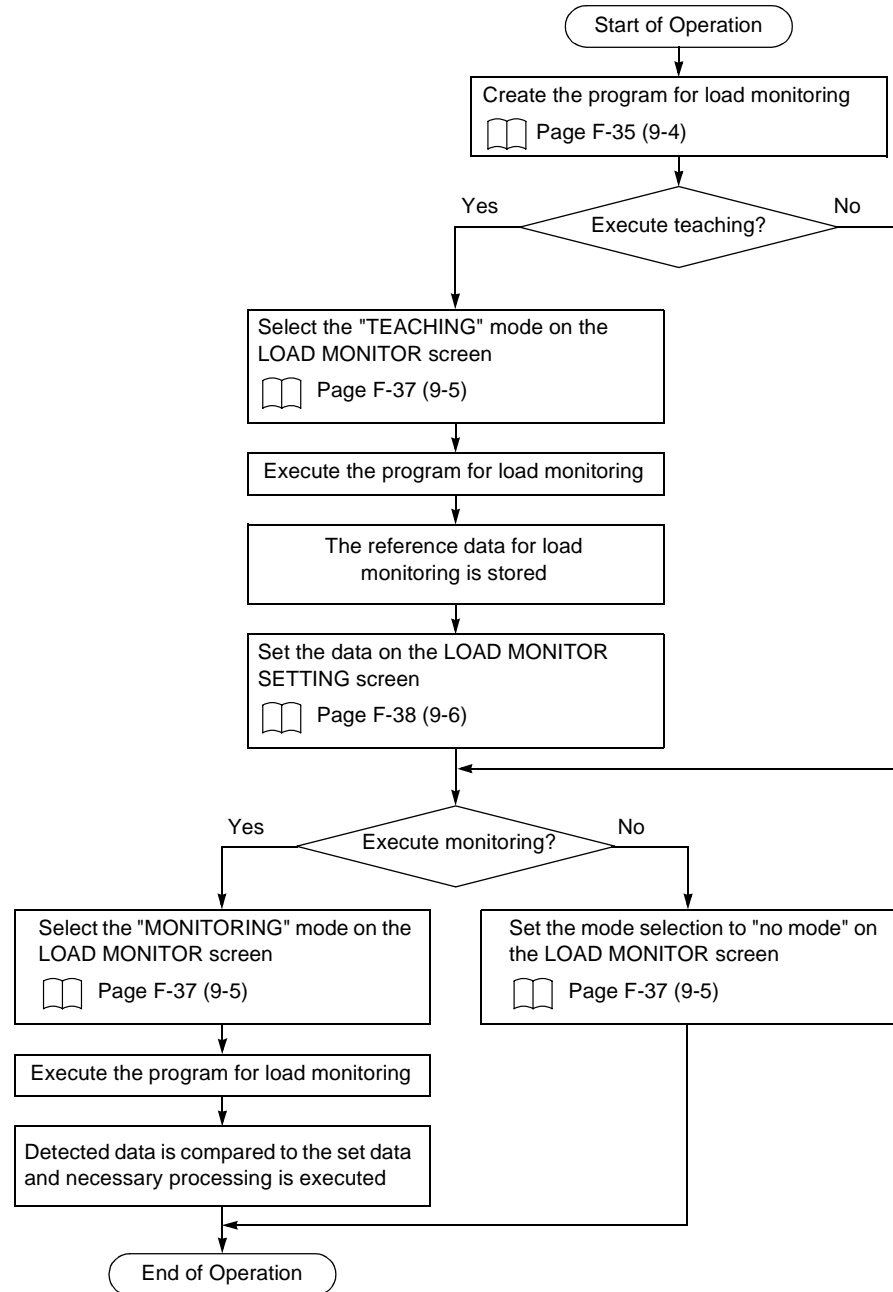 Start of Operation
Create the program for load monitoring
Page F-35 (9-4)
Yes
Execute teaching?
No
Select the "TEACHING" mode on the
LOAD MONITOR screen
Page F-37 (9-5)
Execute the program for load monitoring
The reference data for load
monitoring is stored
Set the data on the LOAD MONITOR
SETTING screen
Page F-38 (9-6)
Yes
Execute monitoring?
No
Select the "MONITORING" mode on the
LOAD MONITOR screen
Page F-37 (9-5)
Set the mode selection to "no mode" on
the LOAD MONITOR screen
Page F-37 (9-5)
Execute the program for load monitoring
Detected data is compared to the set data
and necessary processing is executed
End of Operation